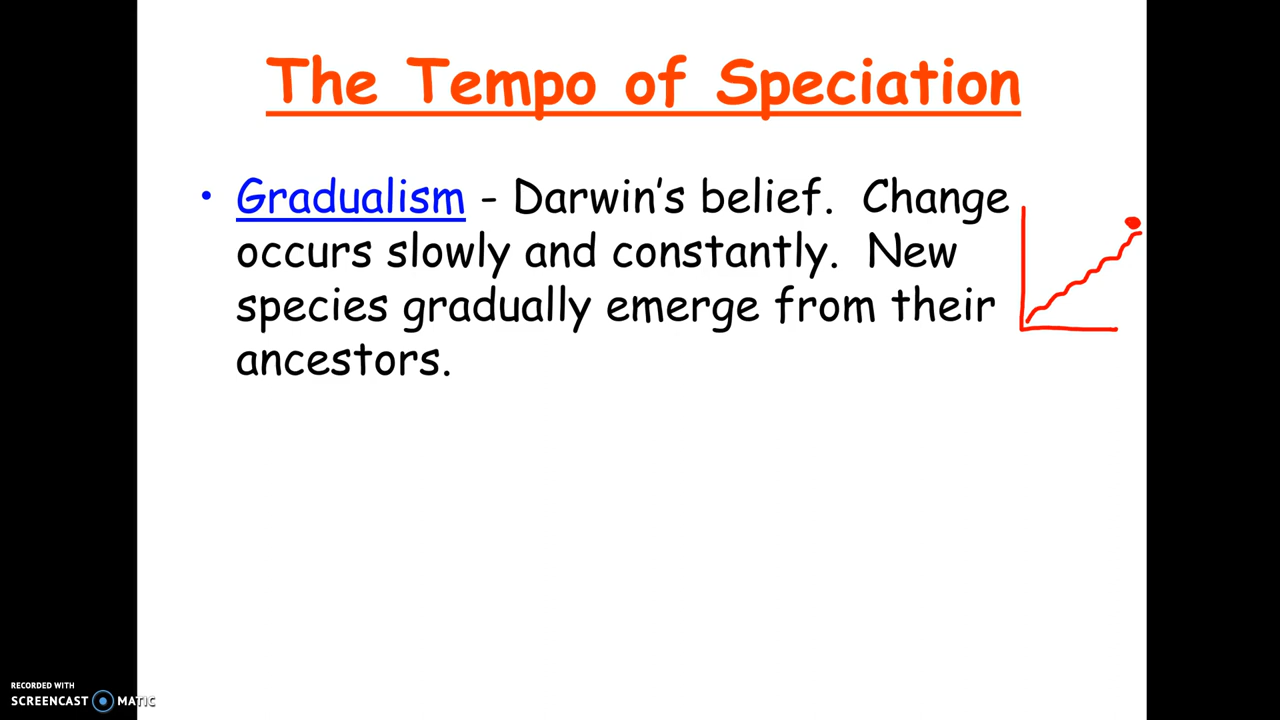 The Tempo of Speciation
• Gradualism - Darwin's belief.  Change
occurs slowly and constantly.  New
species gradually emerge from their
ancestors.
RECORDED WITH
SCREENCAST MATIC